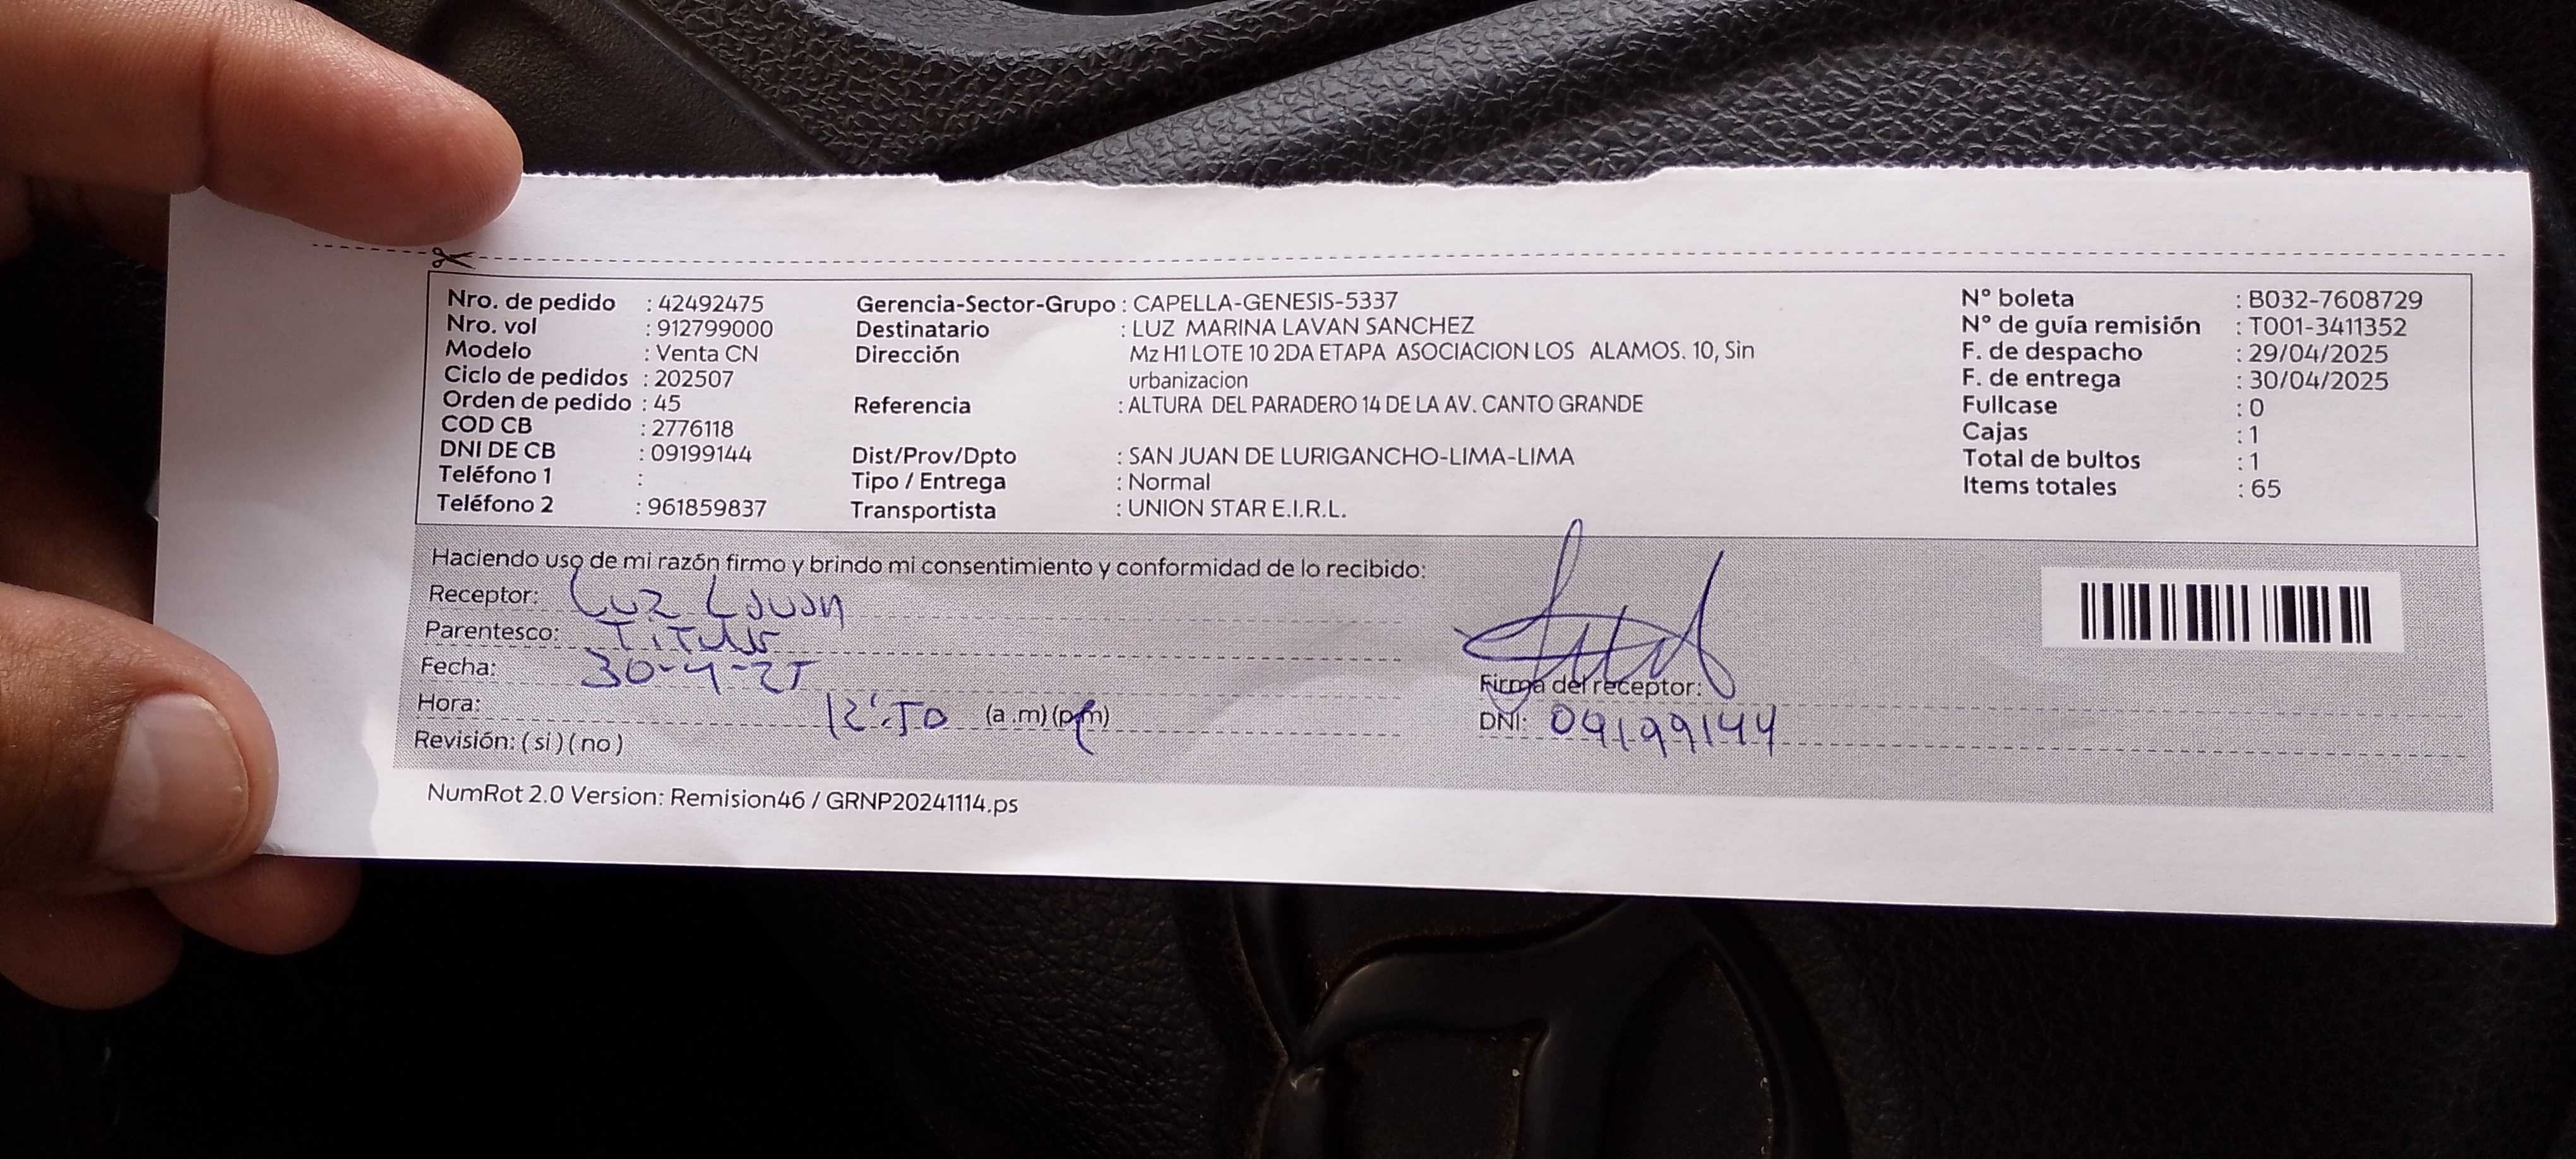 Nro. de pedido : 42492475
Nro. vol : 912799000
Modelo : Venta CN
Ciclo de pedidos : 202507
Orden de pedido : 45
COD CB : 2776118
DNI DE CB : 09199144
Teléfono 1 :
Teléfono 2 : 961859837
Gerencia-Sector-Grupo : CAPELLA-GENESIS-5337
Destinatario : LUZ MARINA LAVAN SANCHEZ
Dirección Mz H1 LOTE 10 2DA ETAPA ASOCIACION LOS ALAMOS. 10, Sin
urbanizacion
Referencia : ALTURA DEL PARADERO 14 DE LA AV. CANTO GRANDE
Dist/Prov/Dpto : SAN JUAN DE LURIGANCHO-LIMA-LIMA
Tipo / Entrega : Normal
Transportista : UNION STAR E.I.R.L.
N° boleta : B032-7608729
N° de guía remisión : T001-3411352
F. de despacho : 29/04/2025
F. de entrega : 30/04/2025
Fullcase : 0
Cajas : 1
Total de bultos : 1
Items totales : 65
Haciendo uso de mi razón firmo y brindo mi consentimiento y conformidad de lo recibido:
Receptor: Luz Lavan
Parentesco: Titular
Fecha: 30-4-25
Hora: 12:50 (a .m) (p.m)
Revisión: ( si ) ( no )
Firma del receptor:
DNI: 09199144
NumRot 2.0 Version: Remision46 / GRNP20241114.ps